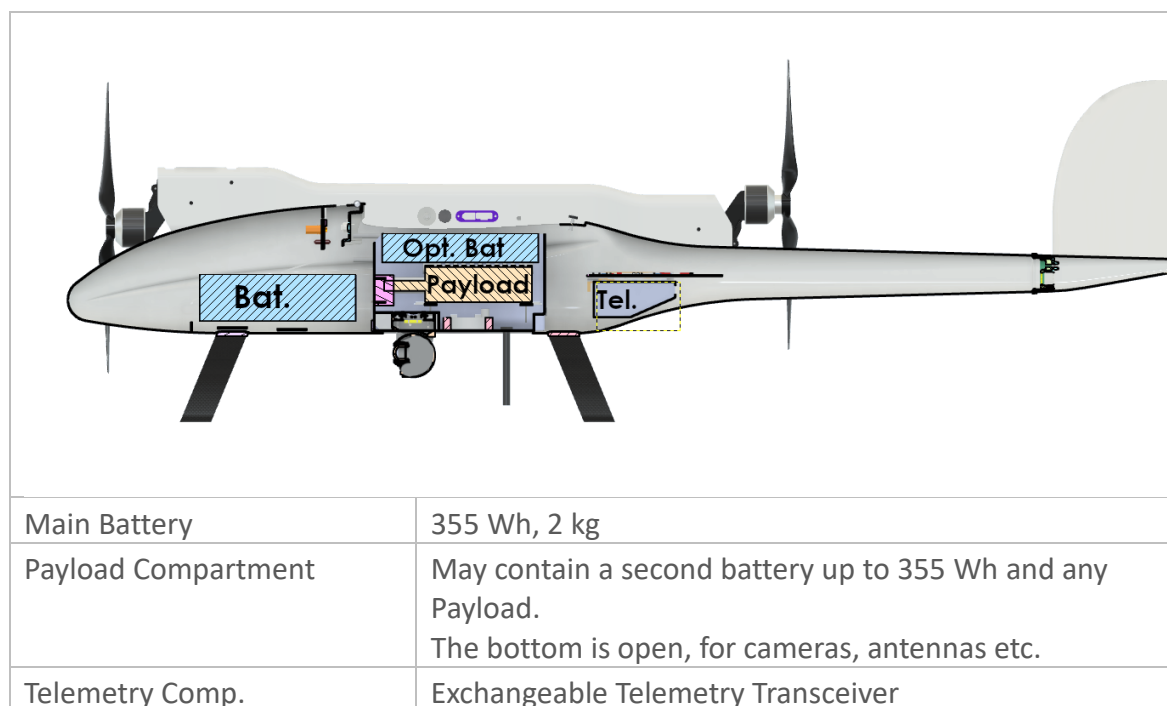 Opt. Bat
Bat.
Payload
Tel.
Main Battery
355 Wh, 2 kg
Payload Compartment
May contain a second battery up to 355 Wh and any
Payload.
The bottom is open, for cameras, antennas etc.
Telemetry Comp.
Exchangeable Telemetry Transceiver